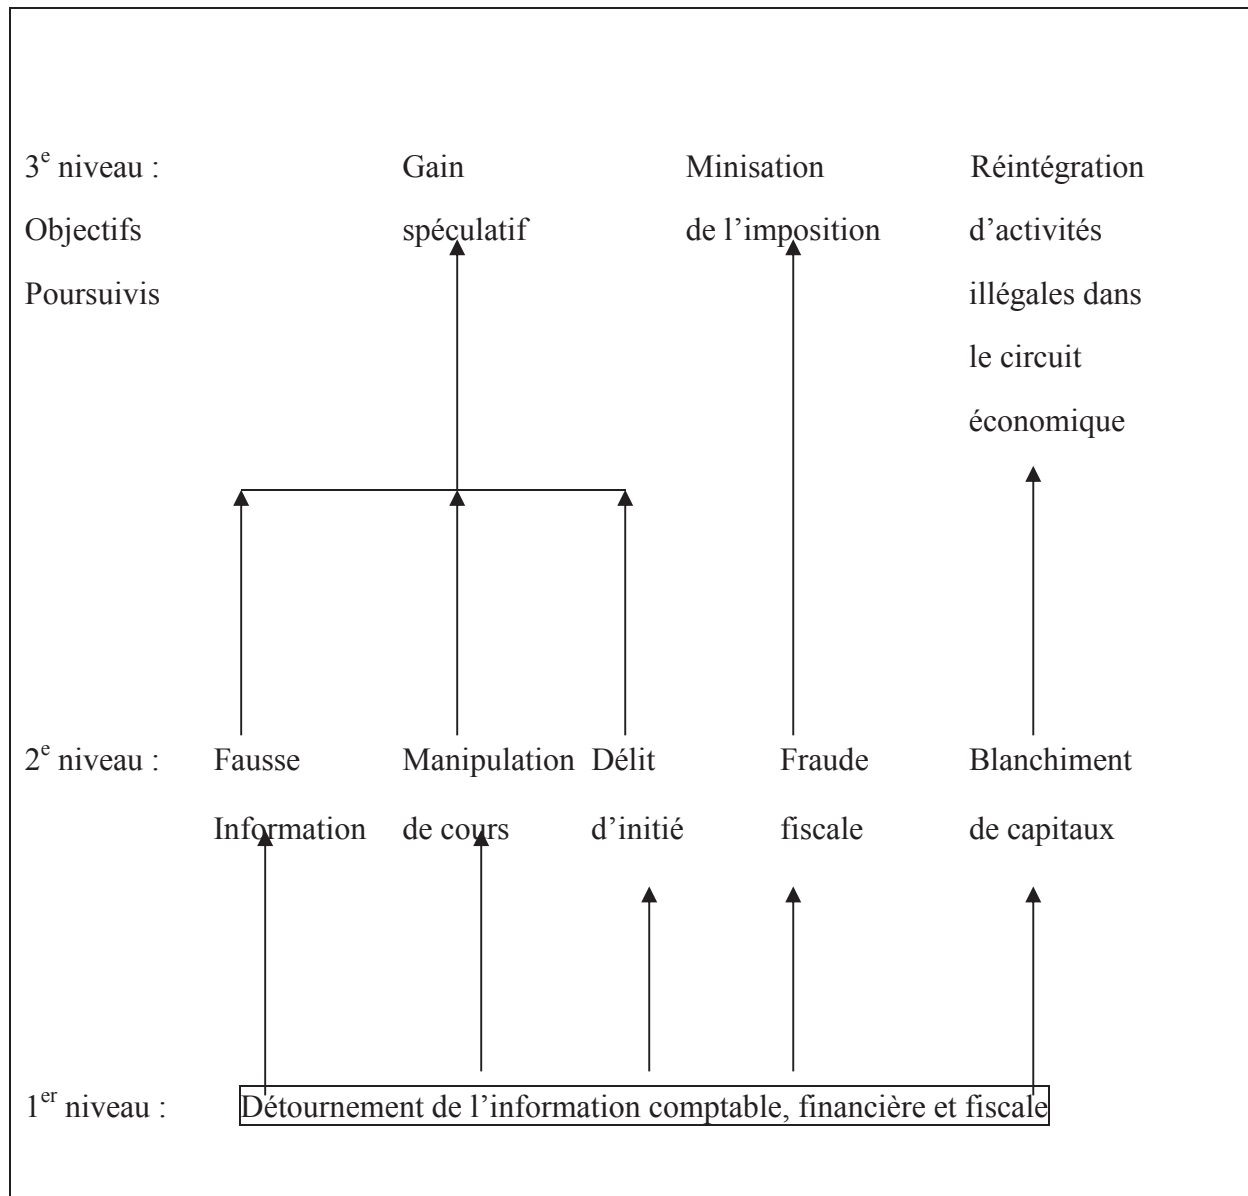 3e niveau : Gain Minisation Réintégration
Objectifs spéculatif de l’imposition d’activités
Poursuivis illégales dans
le circuit
économique
2e niveau : Fausse Manipulation Délit Fraude Blanchiment
Information de cours d’initié fiscale de capitaux
1er niveau : Détournement de l’information comptable, financière et fiscale